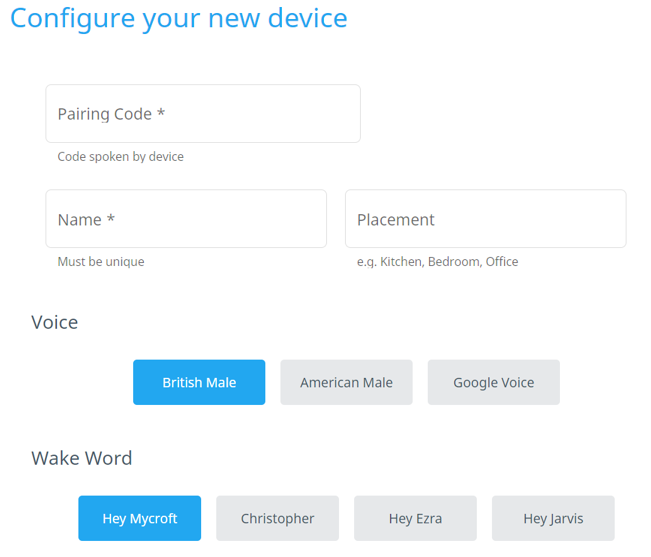 Configure your new device
Pairing Code *
Code spoken by device
Name *
Placement
Must be unique
e.g. Kitchen, Bedroom, Office
Voice
British Male
American Male
Google Voice
Wake Word
Hey Mycroft
Christopher
Hey Ezra
Hey Jarvis